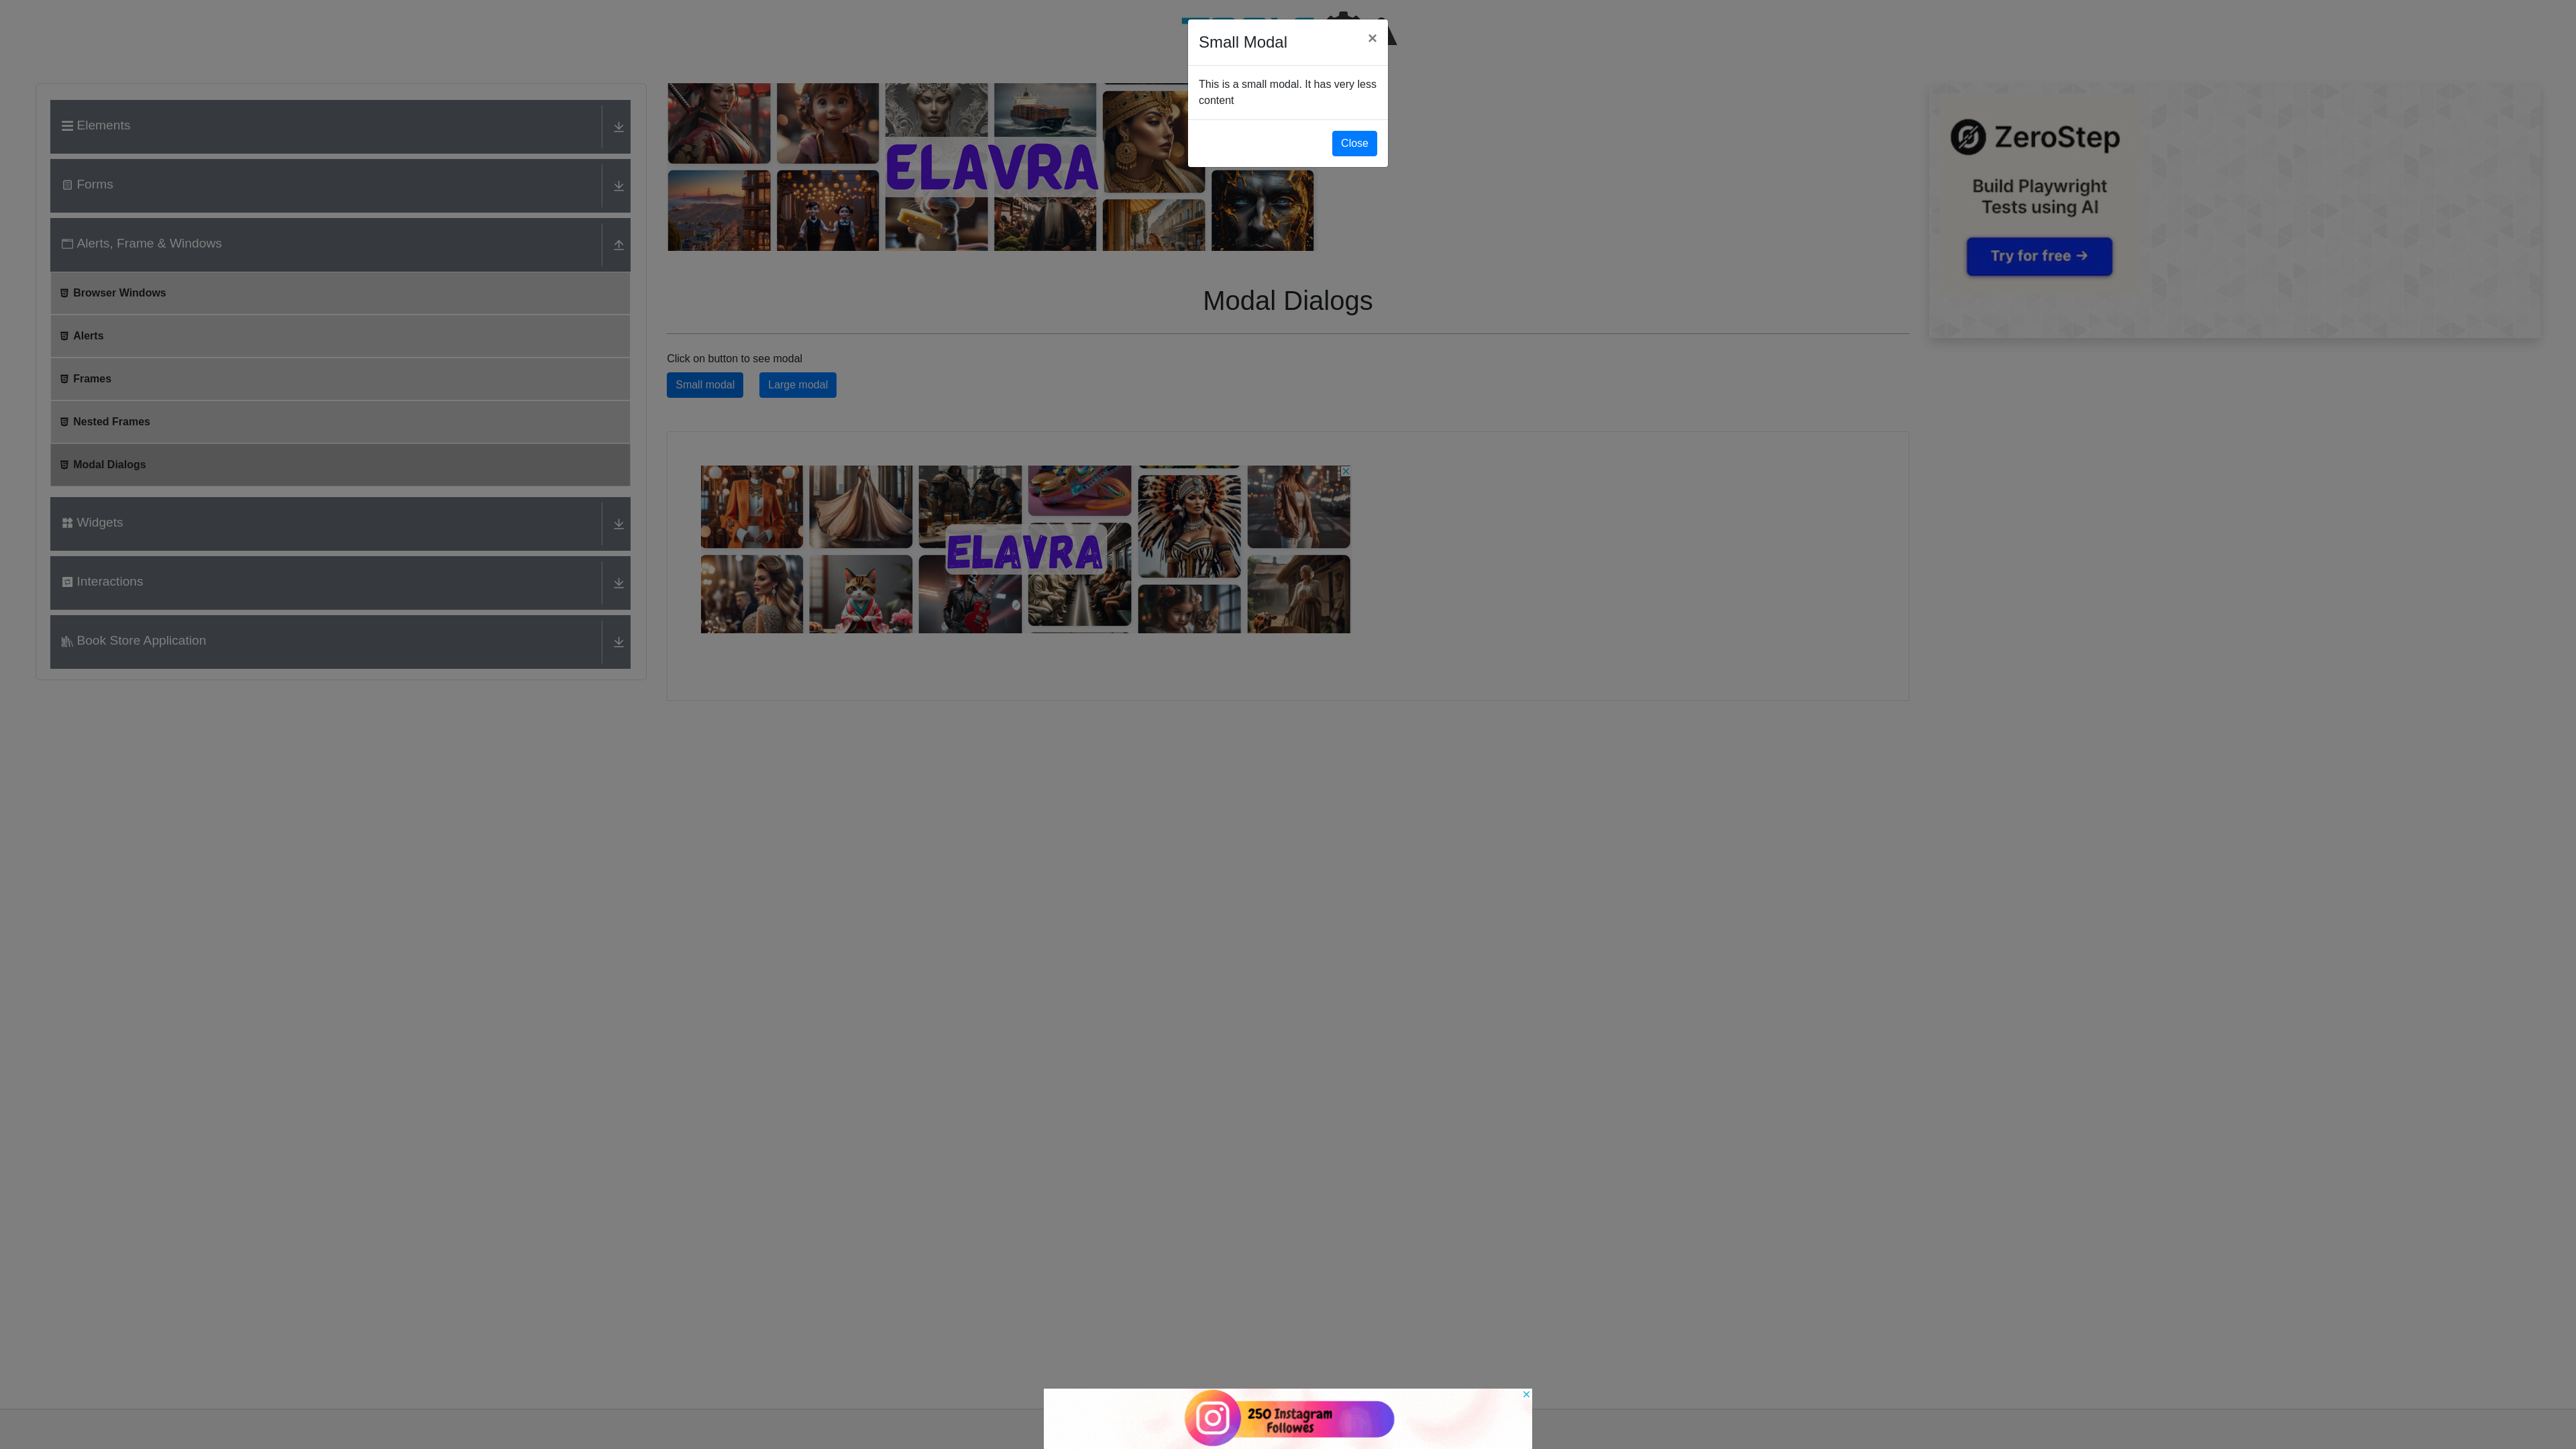 Small Modal
×
This is a small modal. It has very less
content
Close
Elements
Forms
Alerts, Frame & Windows
Browser Windows
Alerts
Frames
Nested Frames
Modal Dialogs
Widgets
Interactions
Book Store Application
ELAVRA
Modal Dialogs
Click on button to see modal
Small modal
Large modal
ELAVRA
ZeroStep
Build Playwright
Tests using AI
Try for free →
250 Instagram
Followes